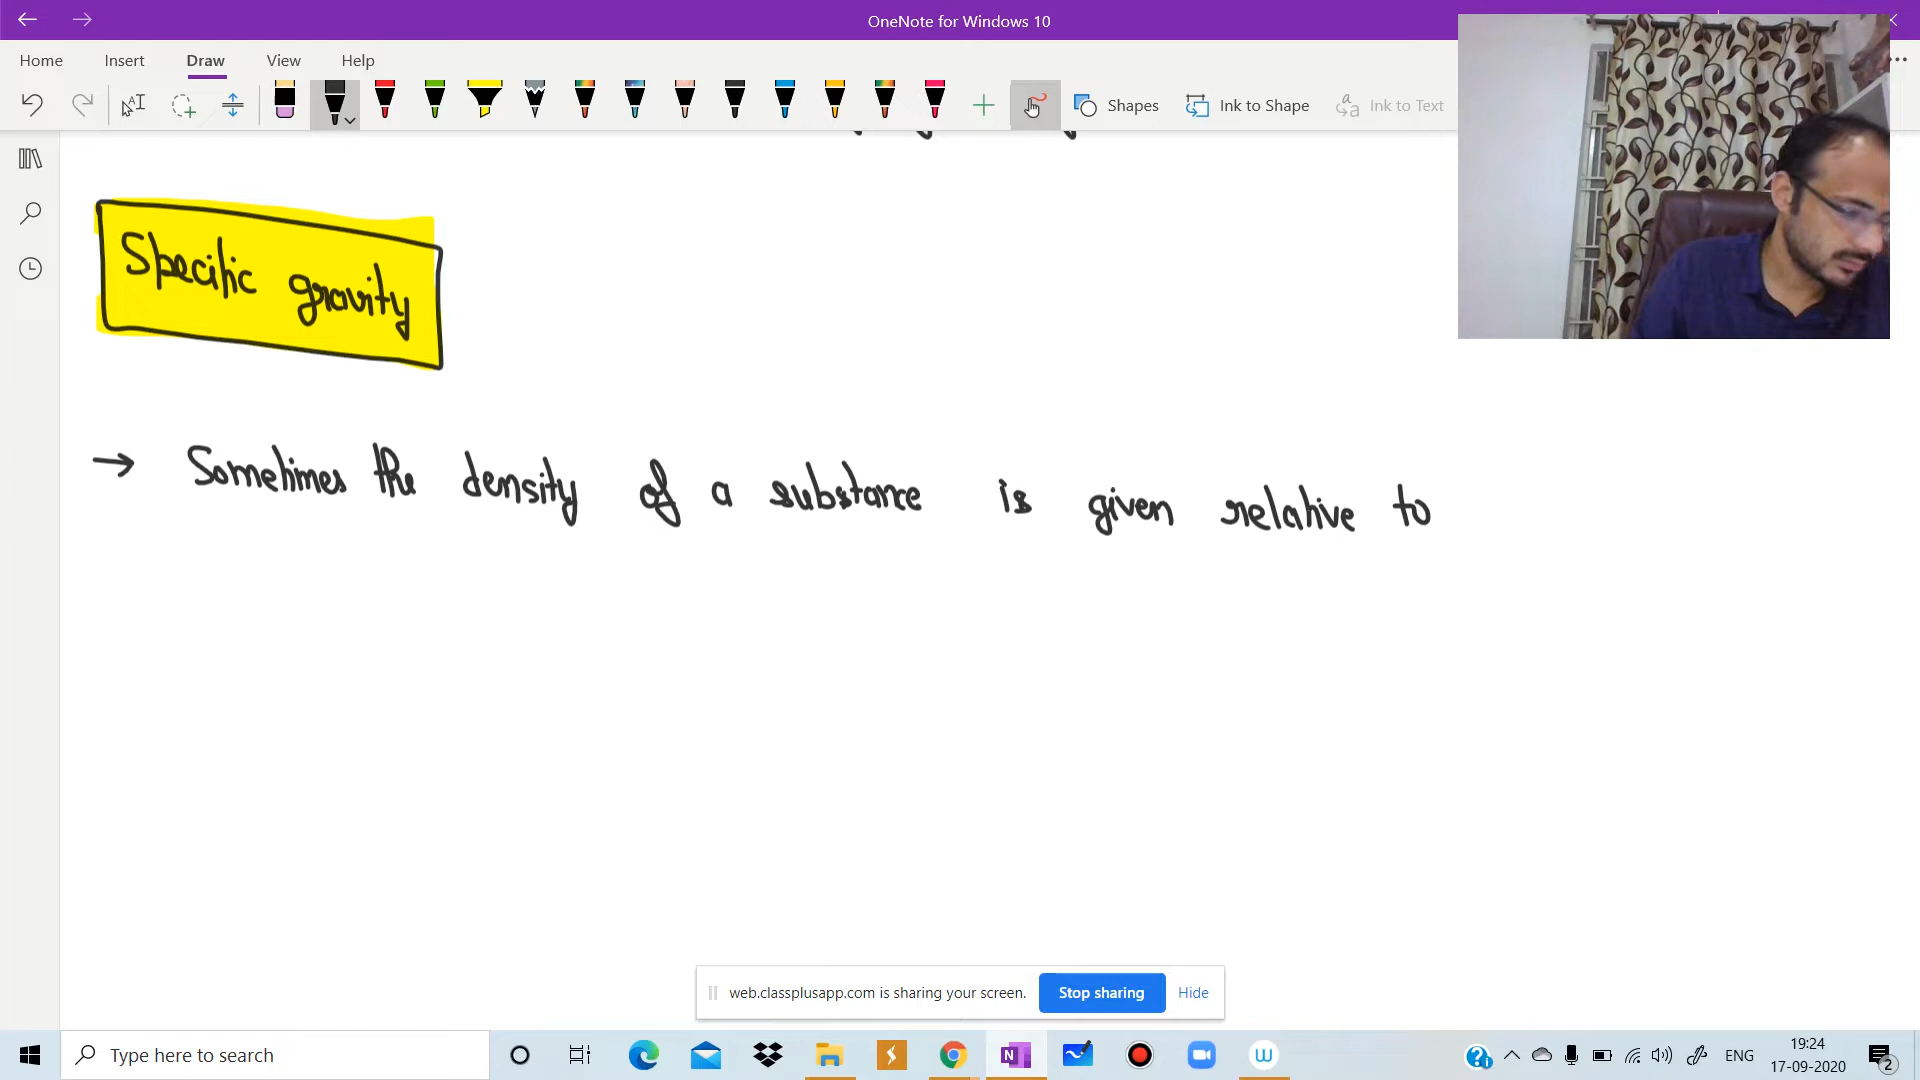 OneNote for Windows 10
Home Insert Draw View Help
Shapes Ink to Shape Ink to Text
Specific gravity
→ Sometimes the density of a substance is given relative to
web.classplusapp.com is sharing your screen. Stop sharing Hide
Type here to search
ENG
19:24
17-09-2020
2